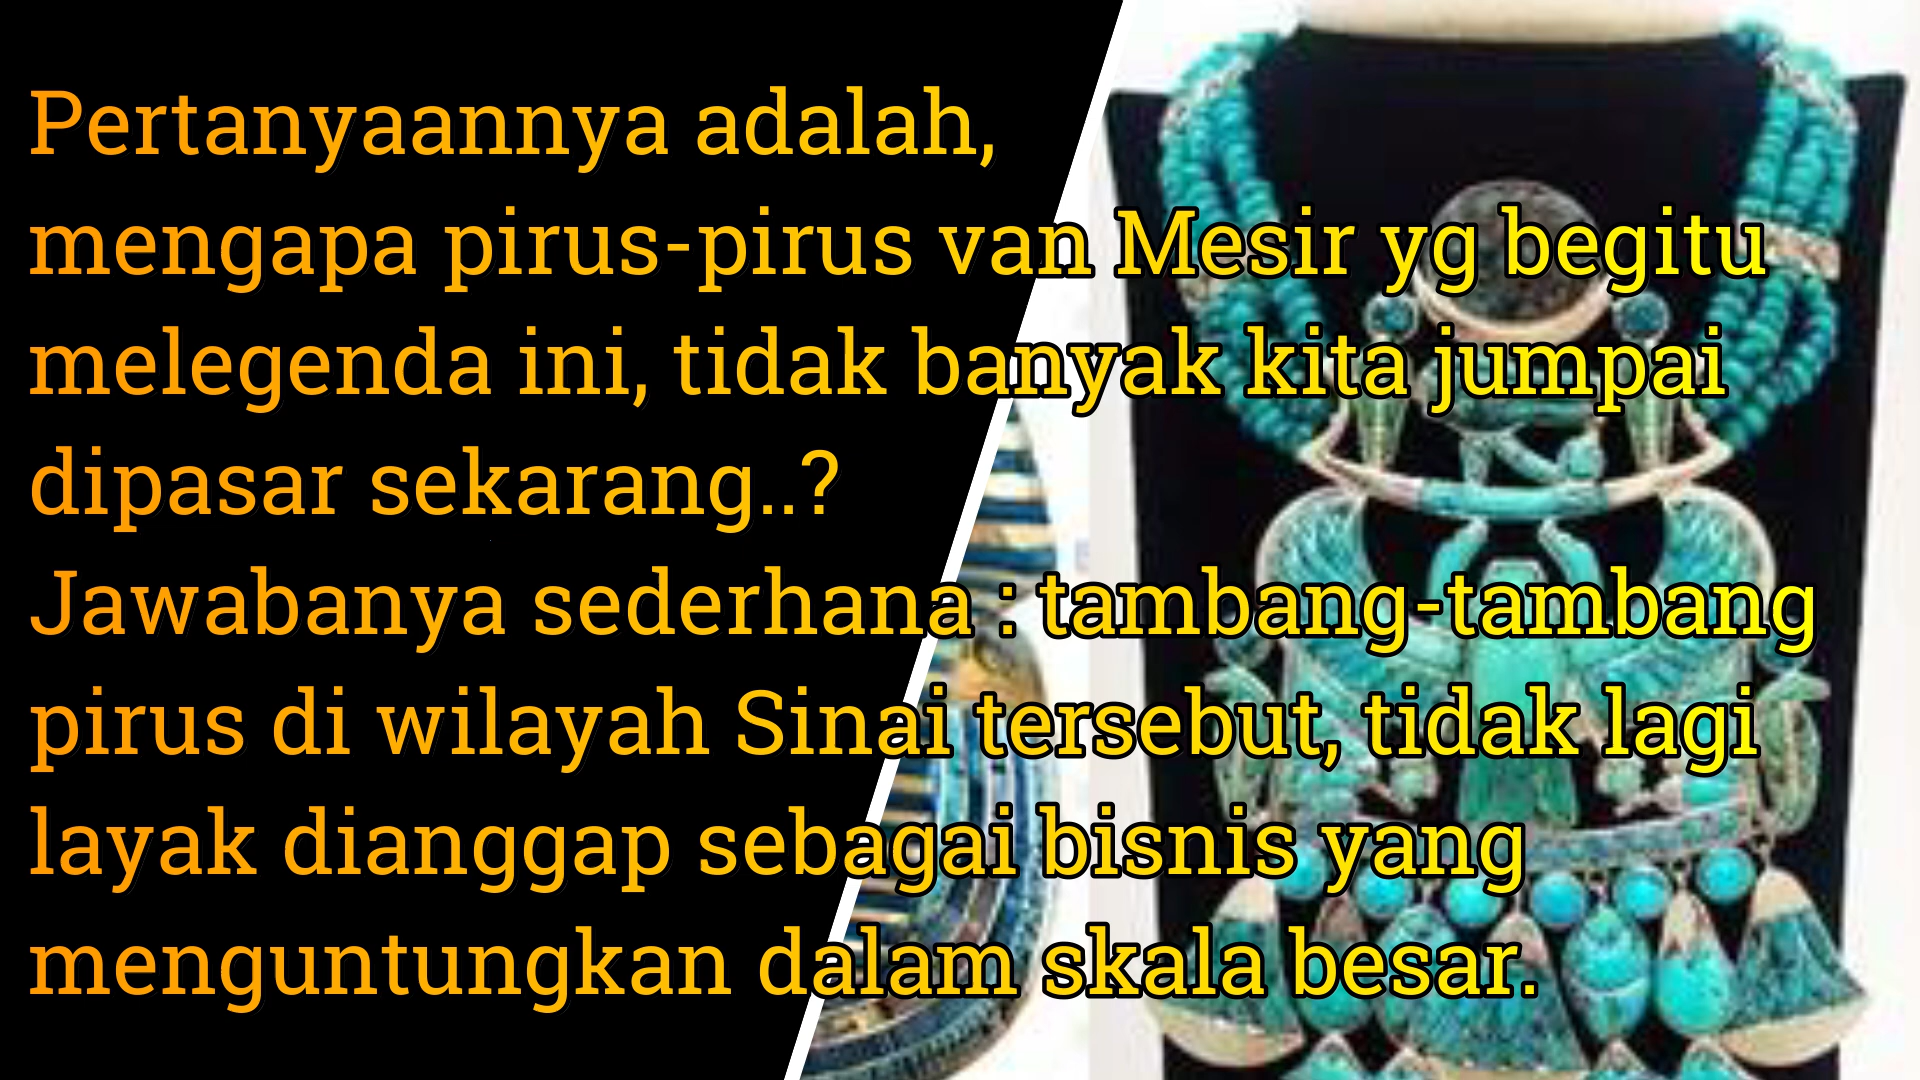 Pertanyaannya adalah,
mengapa pirus-pirus van Mesir yg begitu
melegenda ini, tidak banyak kita jumpai
dipasar sekarang..?
Jawabanya sederhana : tambang-tambang
pirus di wilayah Sinai tersebut, tidak lagi
layak dianggap sebagai bisnis yang
menguntungkan dalam skala besar.